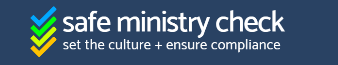 safe ministry check
set the culture + ensure compliance